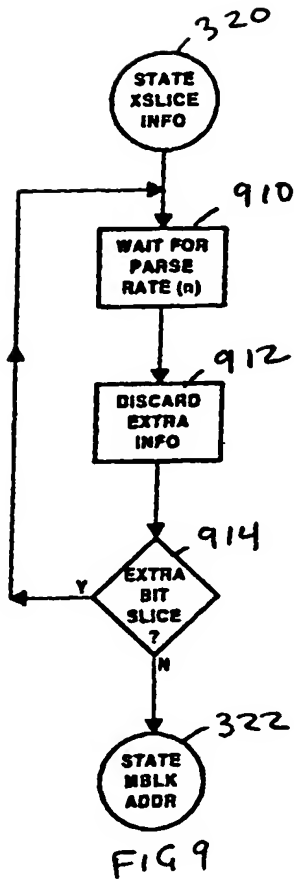 320
STATE
XSLICE
INFO
910
WAIT FOR
PARSE
RATE (n)
912
DISCARD
EXTRA
INFO
914
EXTRA
BIT
SLICE
?
Y
N
322
STATE
MBLK
ADDR
FIG 9